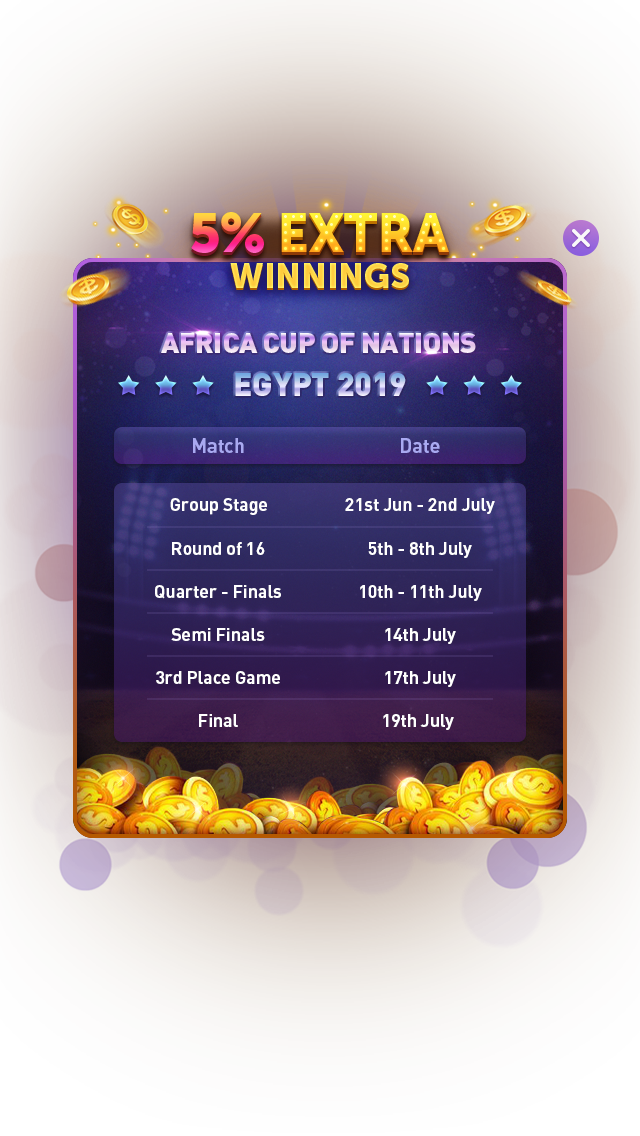 5% EXTRA
WINNINGS
AFRICA CUP OF NATIONS
EGYPT 2019
Match Date
Group Stage 21st Jun - 2nd July
Round of 16 5th - 8th July
Quarter - Finals 10th - 11th July
Semi Finals 14th July
3rd Place Game 17th July
Final 19th July